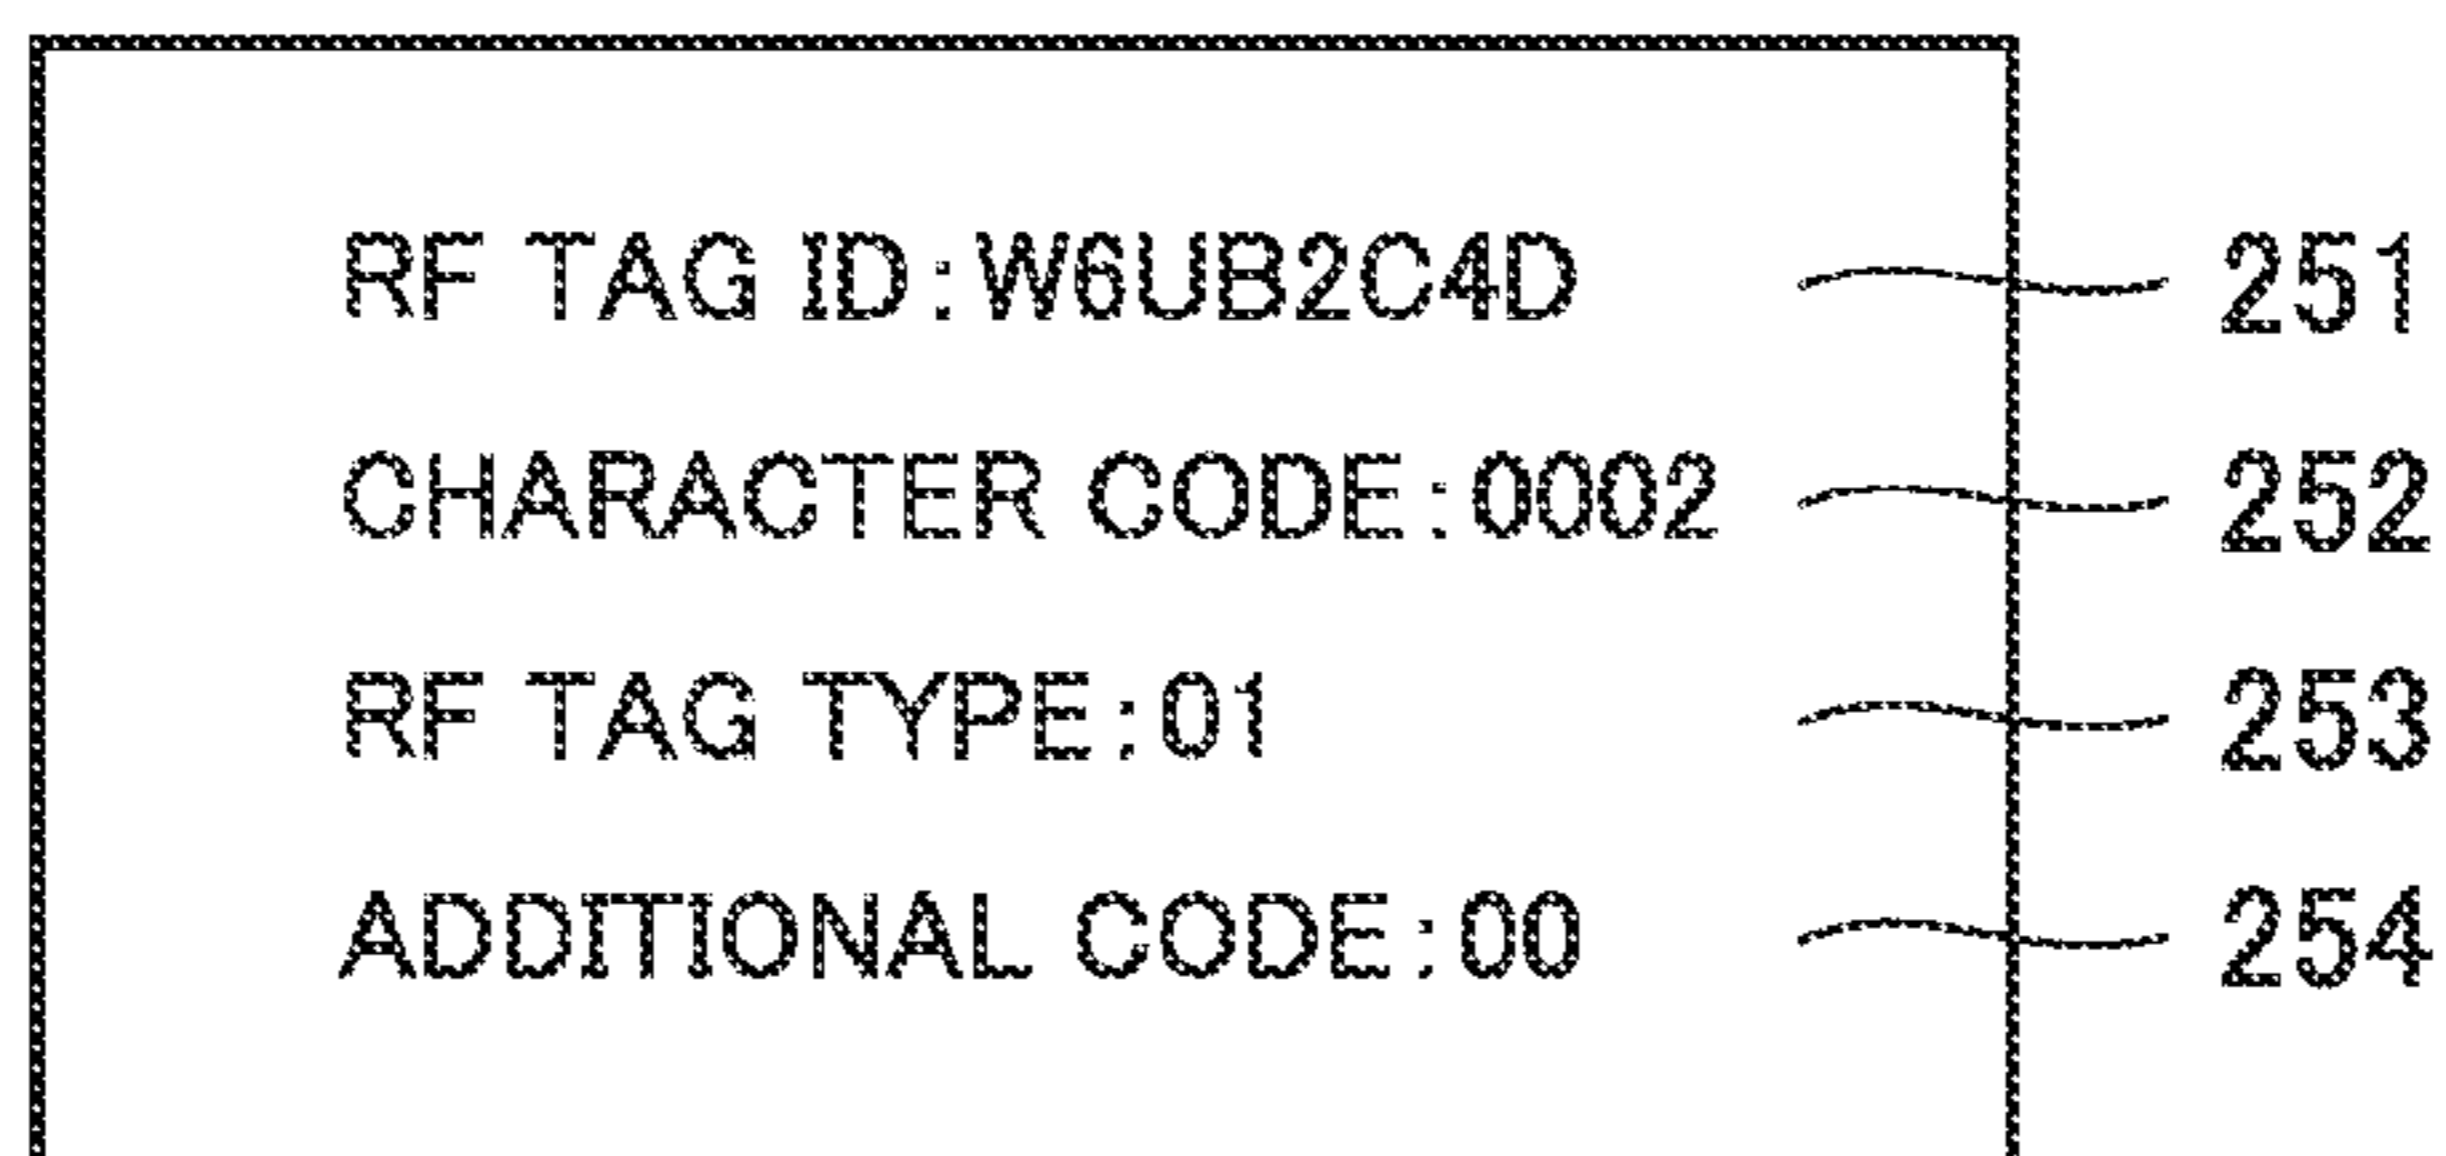 RF TAG ID:W6UB2C4D 251
CHARACTER CODE:0002 252
RF TAG TYPE:01 253
ADDITIONAL CODE:00 254